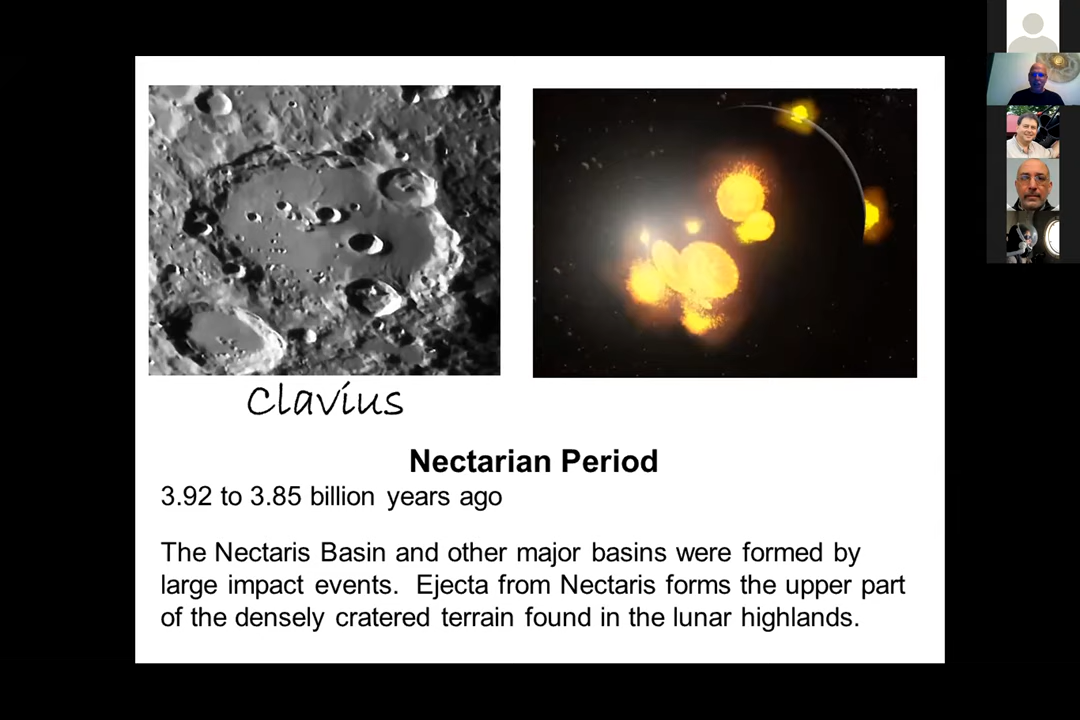 Clavius
Nectarian Period
3.92 to 3.85 billion years ago
The Nectaris Basin and other major basins were formed by
large impact events.  Ejecta from Nectaris forms the upper part
of the densely cratered terrain found in the lunar highlands.